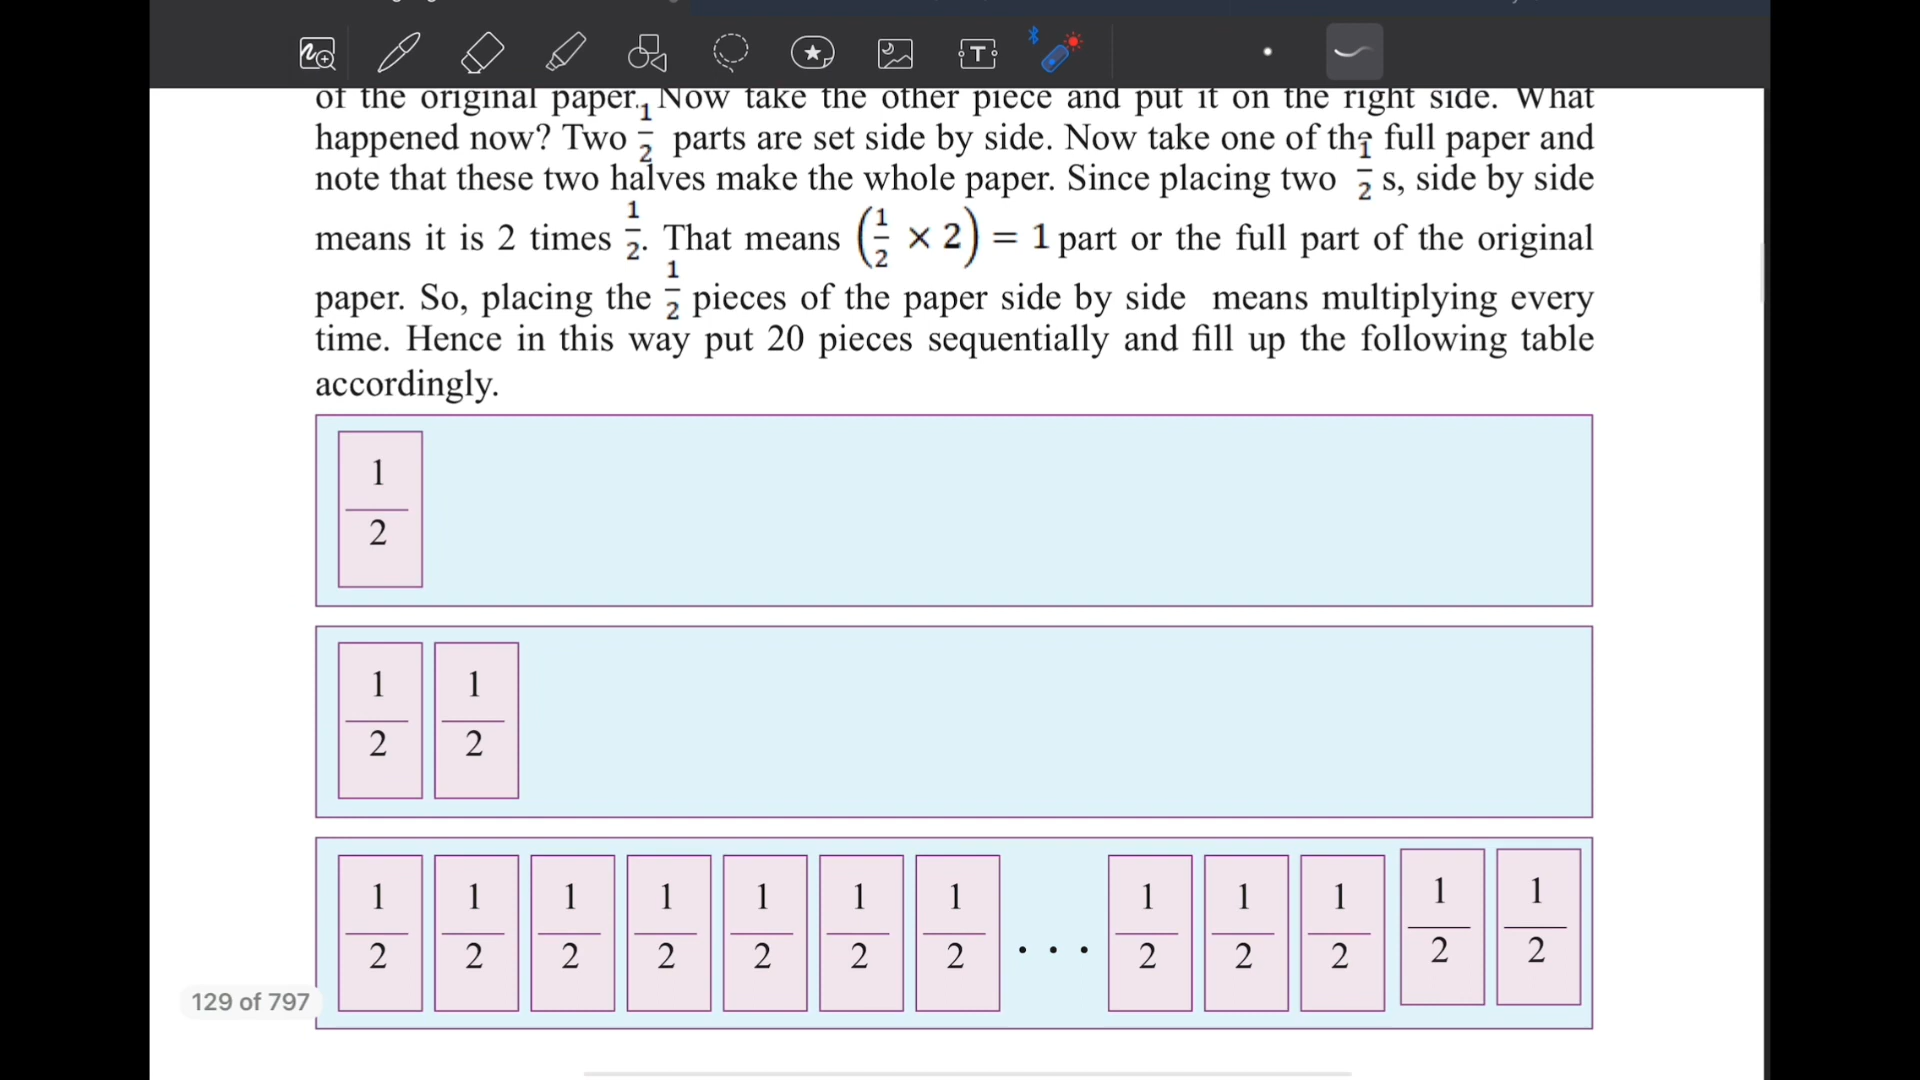 of the original paper. Now take the other piece and put it on the right side. What
happened now? Two 1/2 parts are set side by side. Now take one of the full paper and
note that these two halves make the whole paper. Since placing two 1/2 s, side by side
means it is 2 times 1/2. That means (1/2 × 2) = 1 part or the full part of the original
paper. So, placing the 1/2 pieces of the paper side by side means multiplying every
time. Hence in this way put 20 pieces sequentially and fill up the following table
accordingly.
1/2
1/2 1/2
1/2 1/2 1/2 1/2 1/2 1/2 1/2 . . . 1/2 1/2 1/2 1/2 1/2
129 of 797